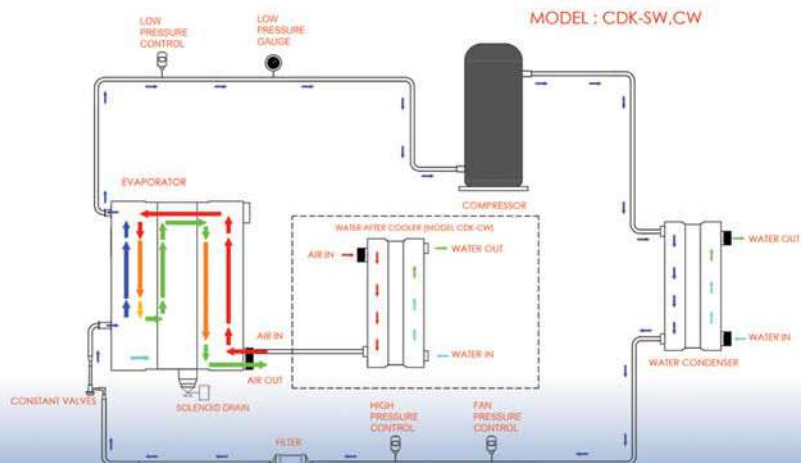 MODEL : CDK-SW,CW
LOW
PRESSURE
CONTROL
LOW
PRESSURE
GAUGE
EVAPORATOR
COMPRESSOR
WATER AFTER COOLER (MODEL CDK-CW)
AIR IN
WATER OUT
WATER IN
WATER OUT
WATER IN
WATER CONDENSER
AIR IN
AIR OUT
CONSTANT VALVES
SOLENOID DRAIN
FILTER
HIGH
PRESSURE
CONTROL
FAN
PRESSURE
CONTROL